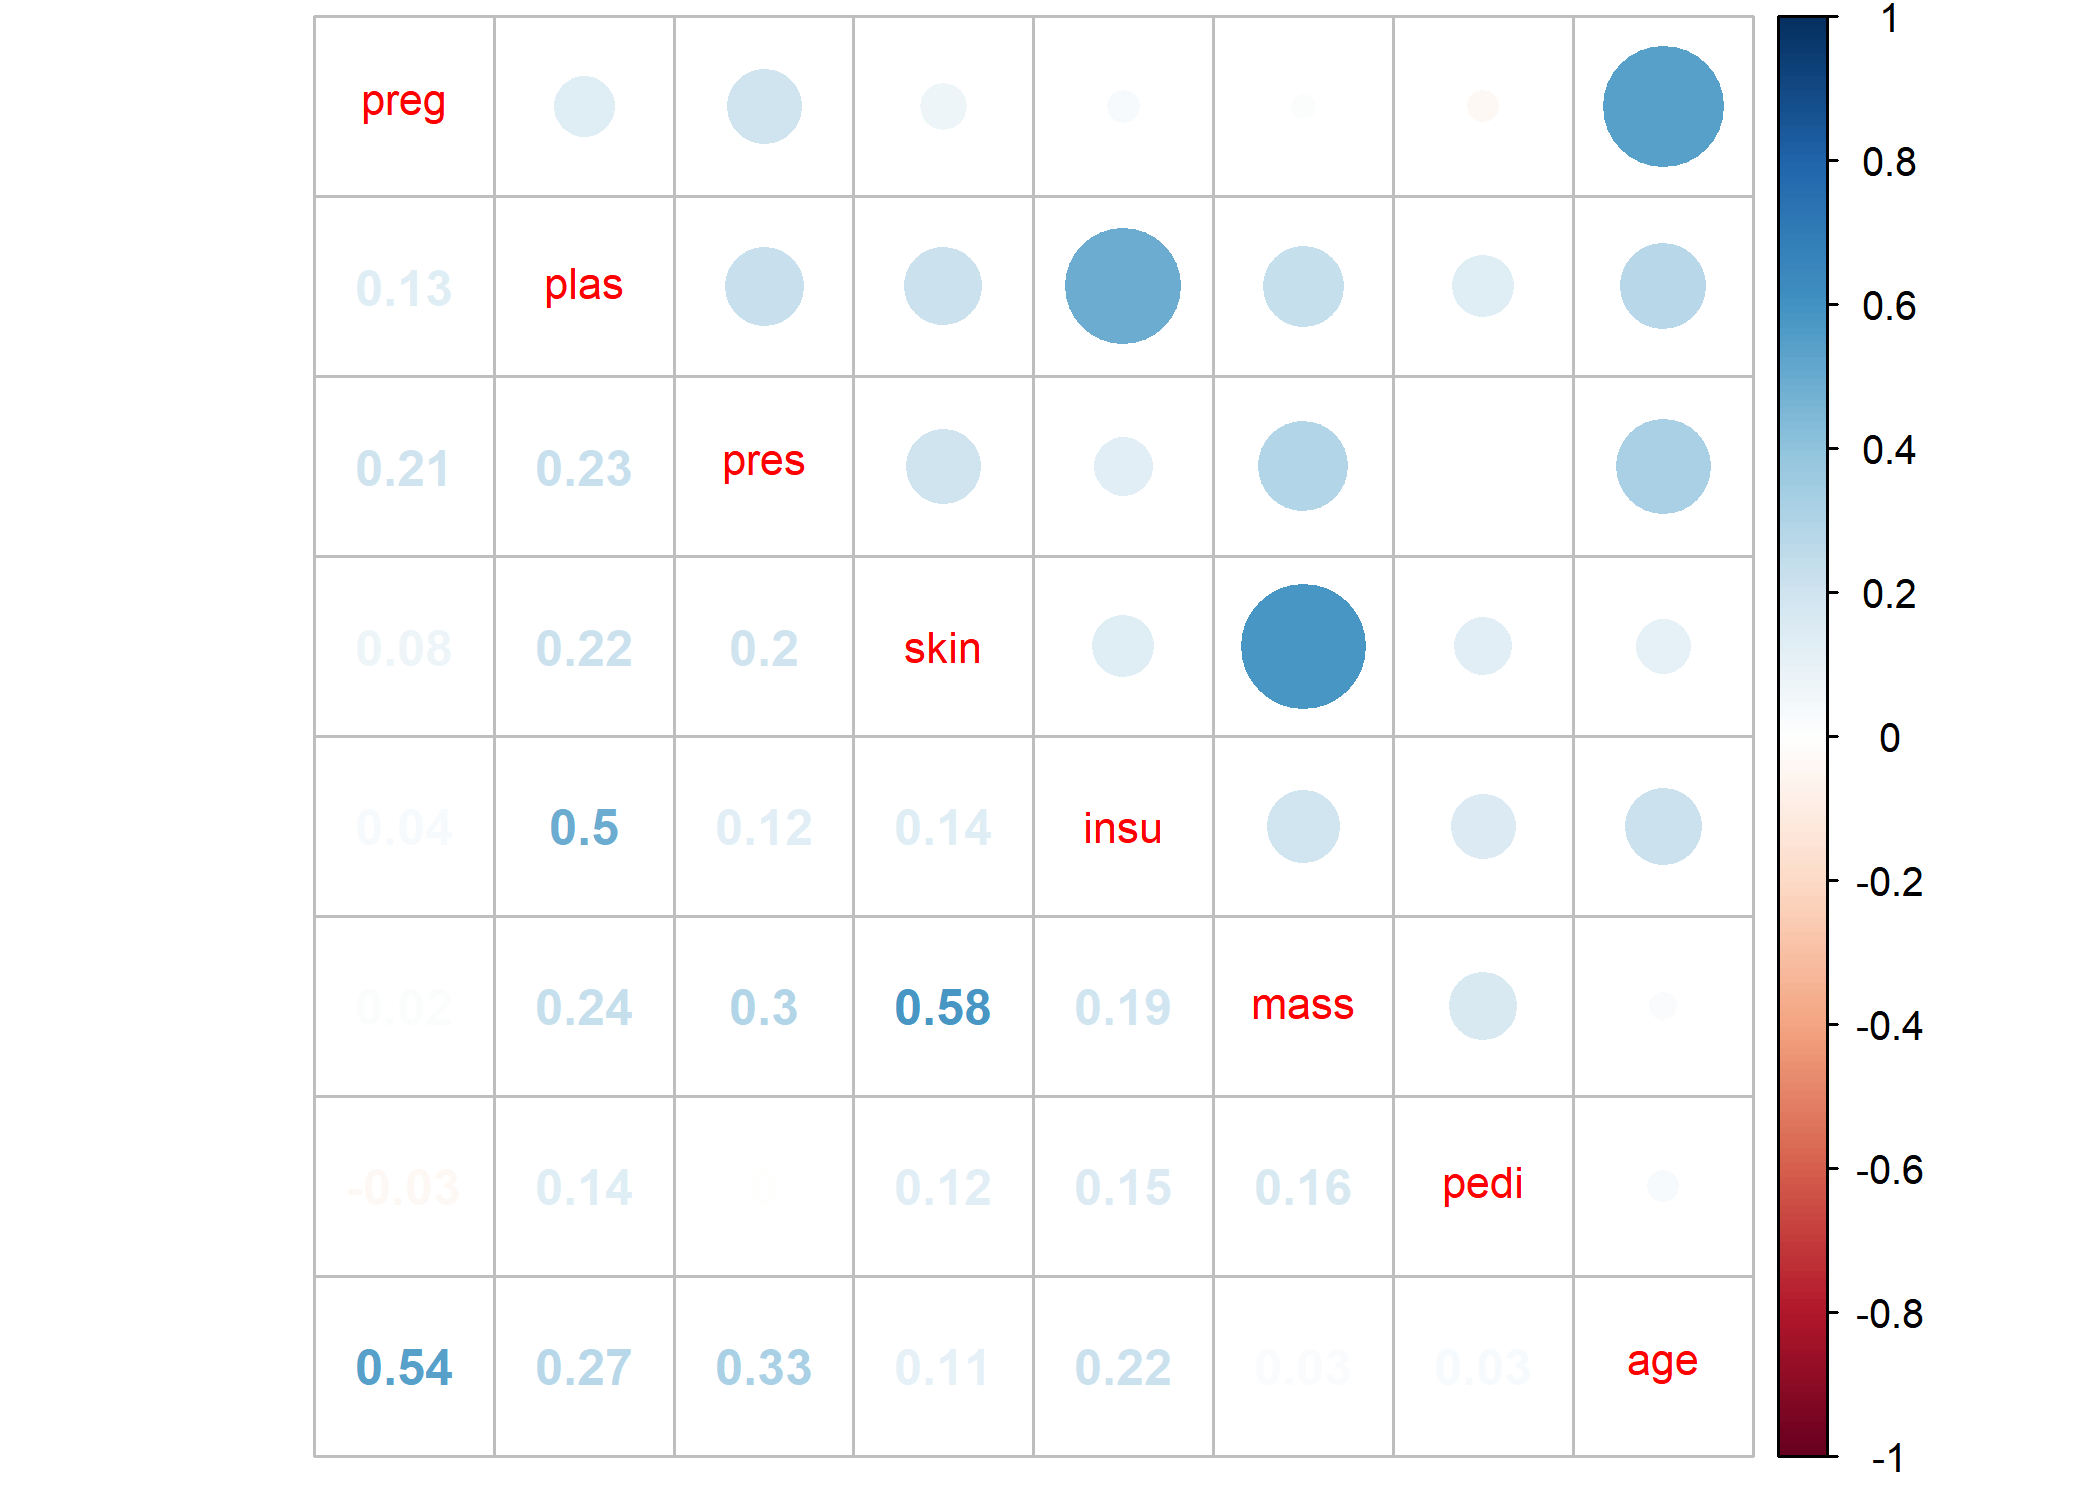 preg
0.13 plas
0.21 0.23 pres
0.08 0.22 0.2 skin
0.04 0.5 0.12 0.14 insu
0.02 0.24 0.3 0.58 0.19 mass
-0.03 0.14 0.12 0.15 0.16 pedi
0.54 0.27 0.33 0.11 0.22 0.03 0.03 age
1
0.8
0.6
0.4
0.2
0
-0.2
-0.4
-0.6
-0.8
-1